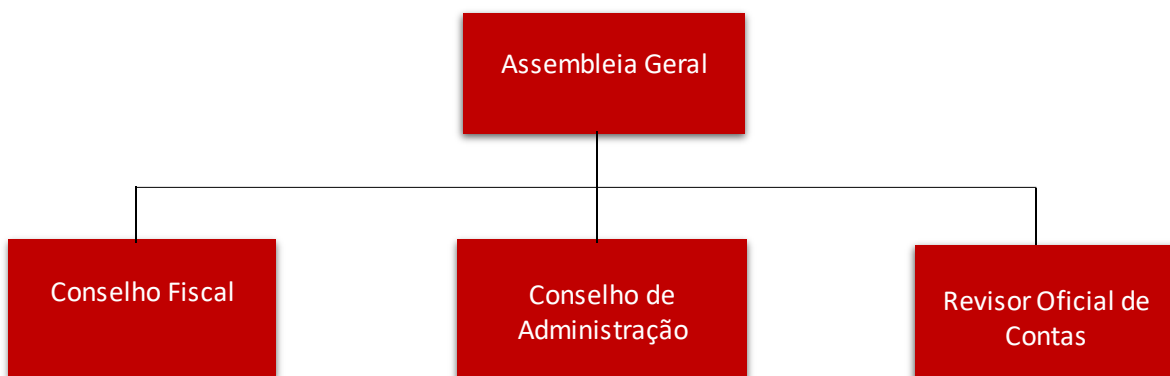 Assembleia Geral
Conselho Fiscal
Conselho de
Administração
Revisor Oficial de
Contas